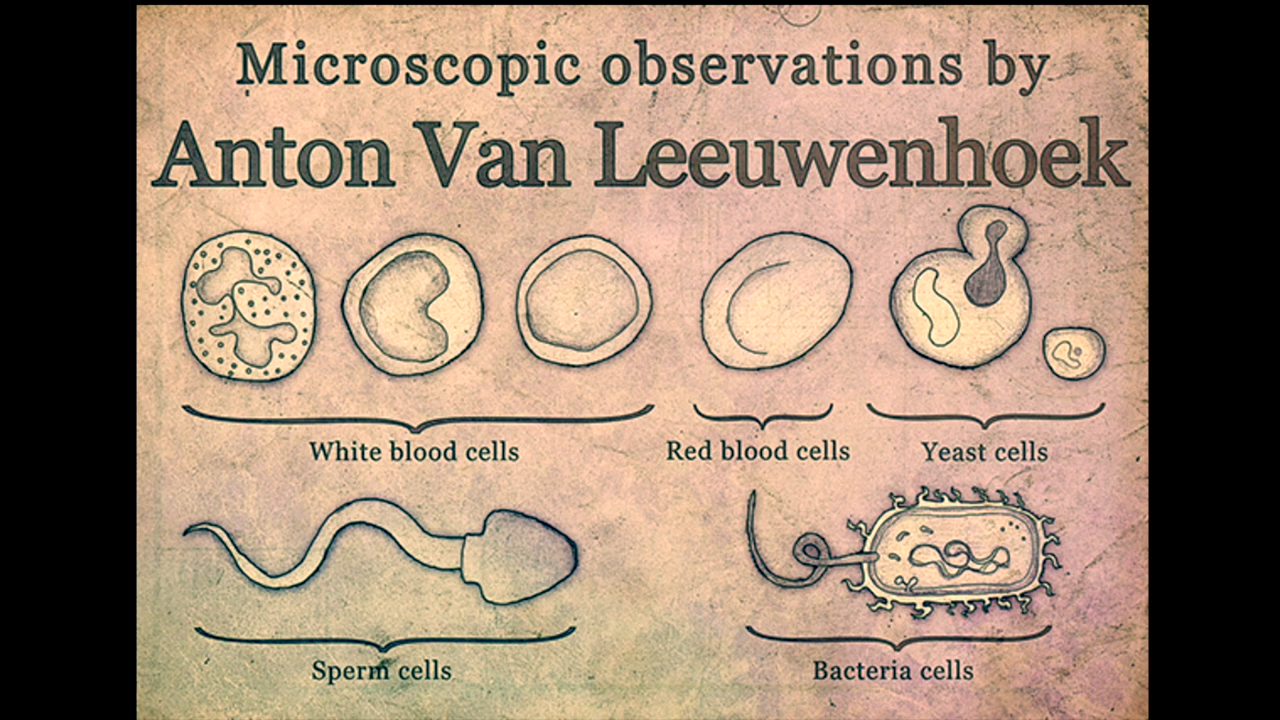 Microscopic observations by
Anton Van Leeuwenhoek
White blood cells
Red blood cells
Yeast cells
Sperm cells
Bacteria cells